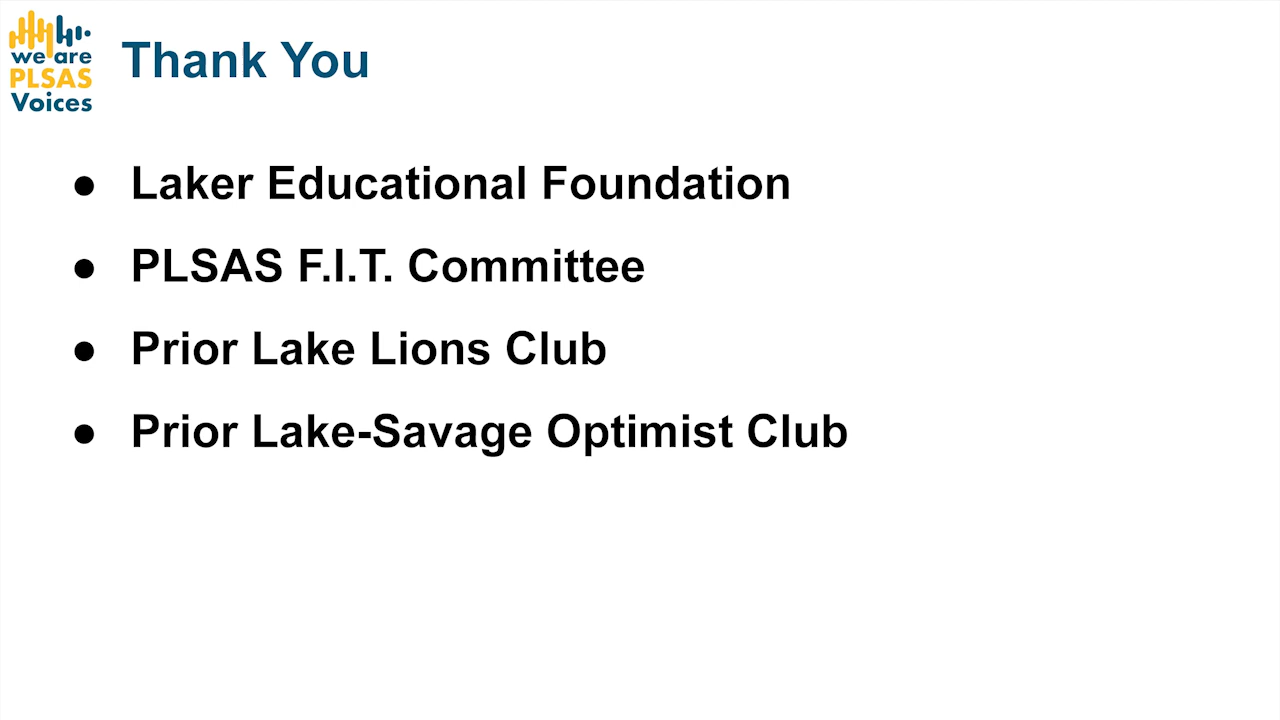 we are
PLSAS
Voices
Thank You
● Laker Educational Foundation
● PLSAS F.I.T. Committee
● Prior Lake Lions Club
● Prior Lake-Savage Optimist Club